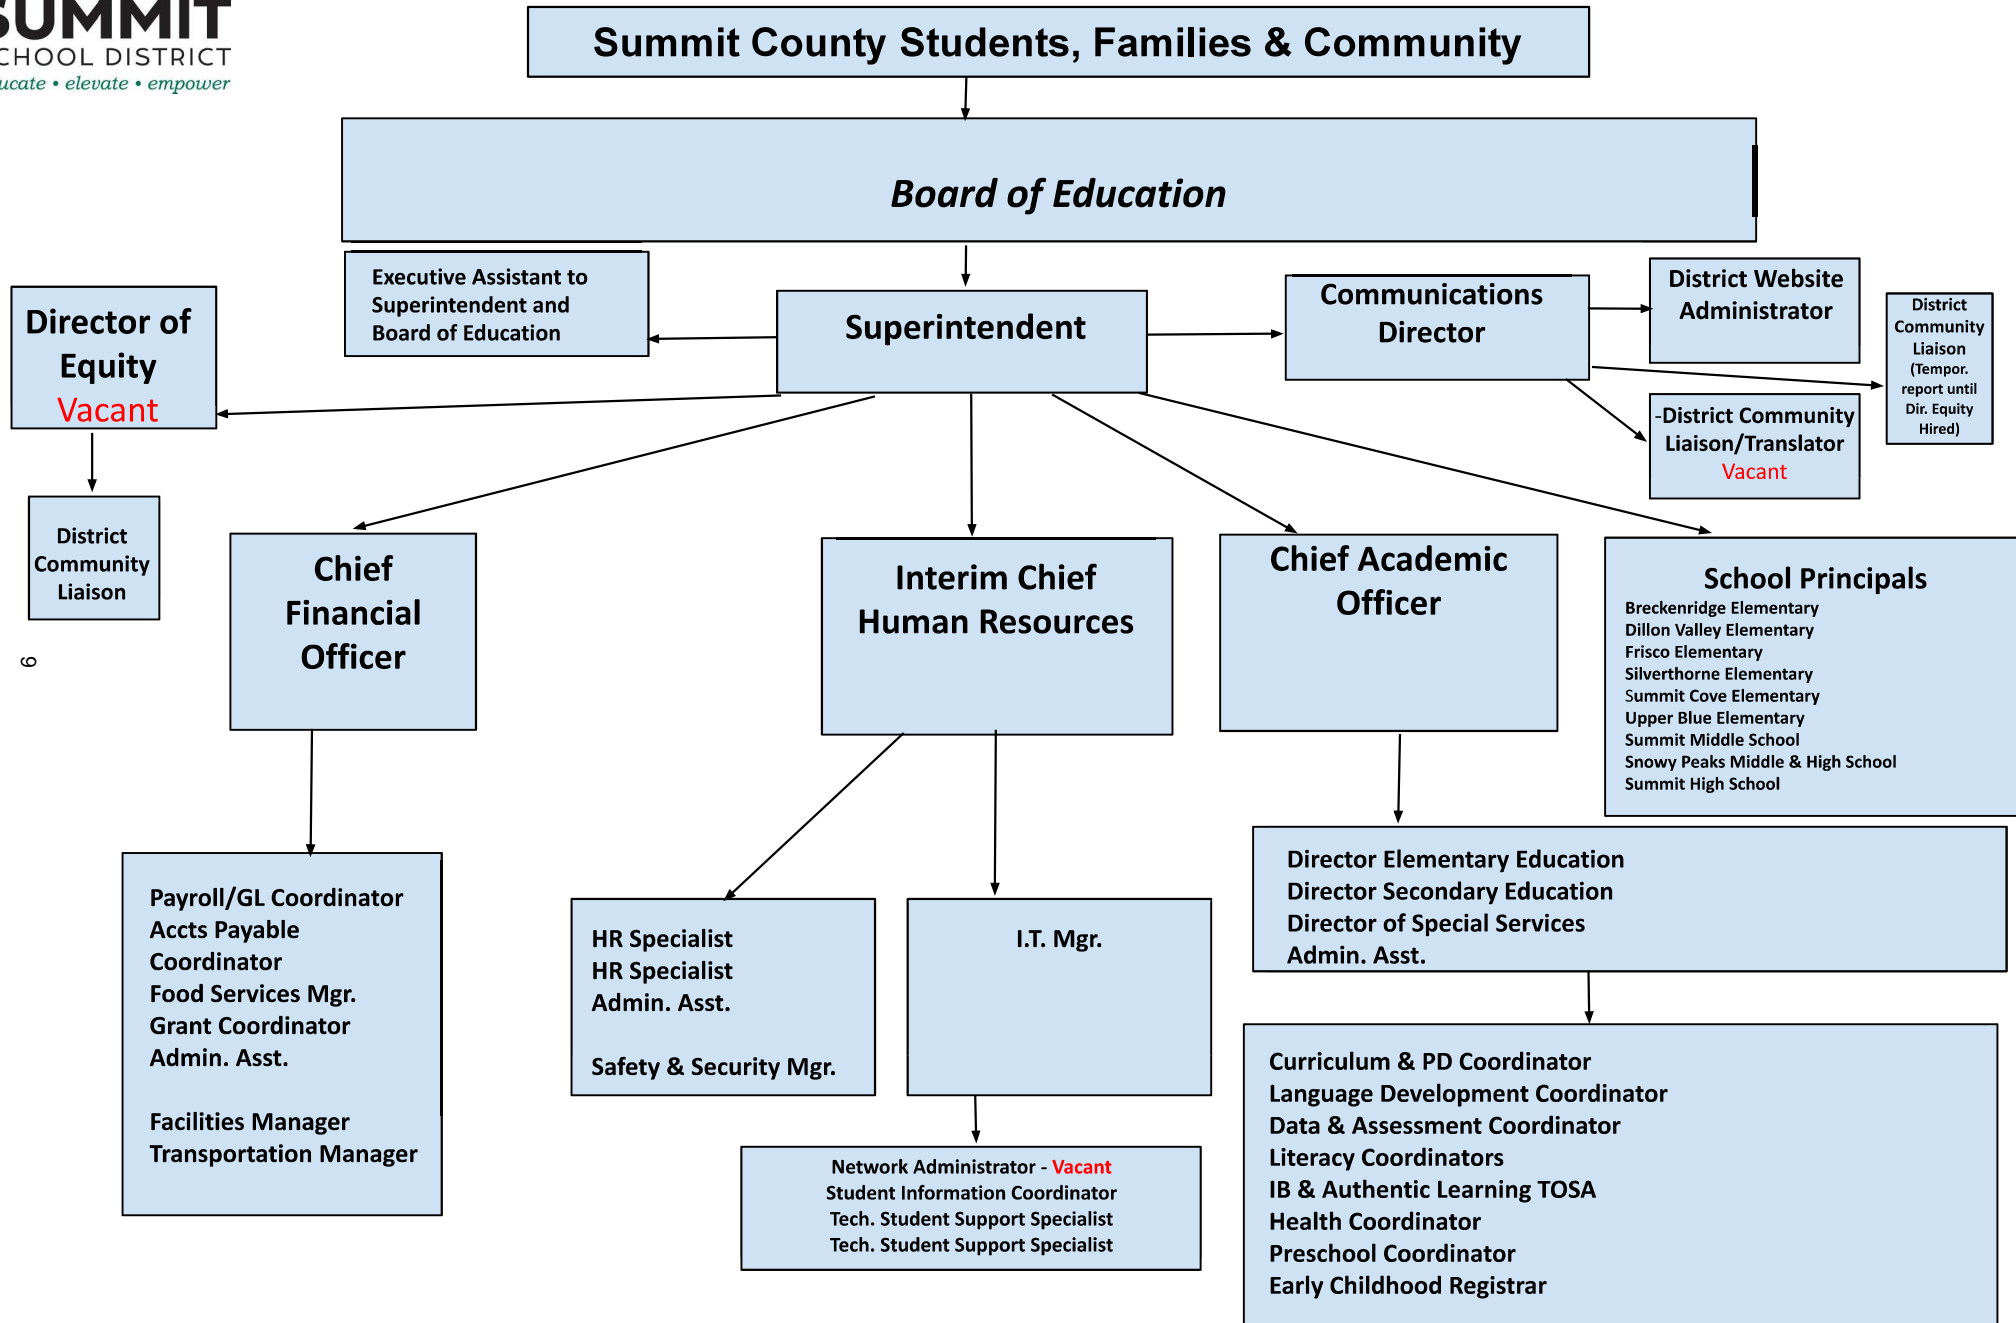 SUMMIT
SCHOOL DISTRICT
educate • elevate • empower
Summit County Students, Families & Community
Board of Education
Executive Assistant to
Superintendent and
Board of Education
Superintendent
Communications
Director
District Website
Administrator
District
Community
Liaison
(Tempor.
report until
Dir. Equity
Hired)
-District Community
Liaison/Translator
Vacant
Director of
Equity
Vacant
District
Community
Liaison
Chief
Financial
Officer
Interim Chief
Human Resources
Chief Academic
Officer
School Principals
Breckenridge Elementary
Dillon Valley Elementary
Frisco Elementary
Silverthorne Elementary
Summit Cove Elementary
Upper Blue Elementary
Summit Middle School
Snowy Peaks Middle & High School
Summit High School
9
Payroll/GL Coordinator
Accts Payable
Coordinator
Food Services Mgr.
Grant Coordinator
Admin. Asst.
Facilities Manager
Transportation Manager
HR Specialist
HR Specialist
Admin. Asst.
Safety & Security Mgr.
I.T. Mgr.
Network Administrator - Vacant
Student Information Coordinator
Tech. Student Support Specialist
Tech. Student Support Specialist
Director Elementary Education
Director Secondary Education
Director of Special Services
Admin. Asst.
Curriculum & PD Coordinator
Language Development Coordinator
Data & Assessment Coordinator
Literacy Coordinators
IB & Authentic Learning TOSA
Health Coordinator
Preschool Coordinator
Early Childhood Registrar